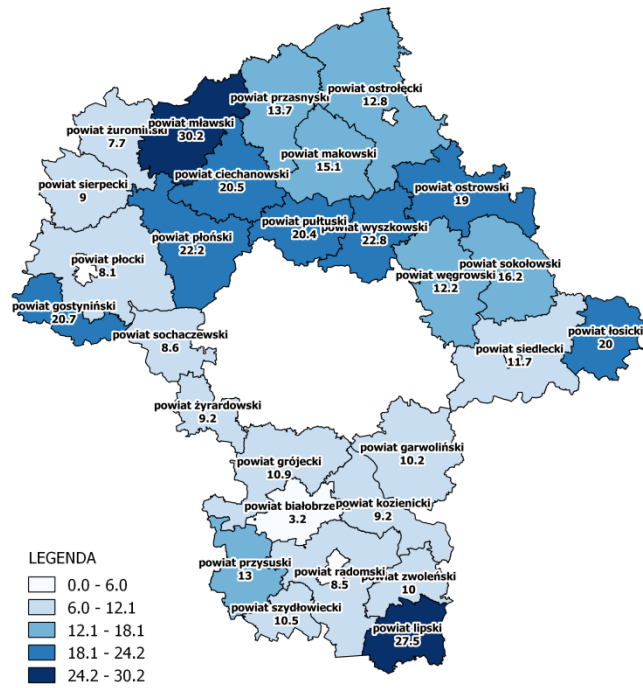 powiat przasnyski
13.7
powiat ostrołęcki
12.8
powiat mławski
30.2
powiat żuromiński
7.7
powiat makowski
15.1
powiat ciechanowski
20.5
powiat sierpecki
9
powiat ostrowski
19
powiat pułtuski
20.4
powiat wyszkowski
22.8
powiat płoński
22.2
powiat płocki
8.1
powiat węgrowski
12.2
powiat sokołowski
16.2
powiat gostyniński
20.7
powiat sochaczewski
8.6
powiat siedlecki
11.7
powiat łosicki
20
powiat żyrardowski
9.2
powiat garwoliński
10.2
powiat grójecki
10.9
powiat białobrze
3.2
powiat kozienicki
9.2
powiat przysuski
13
powiat radomski
8.5
powiat zwoleński
10
powiat szydłowiecki
10.5
powiat lipski
27.5
LEGENDA
0.0 - 6.0
6.0 - 12.1
12.1 - 18.1
18.1 - 24.2
24.2 - 30.2